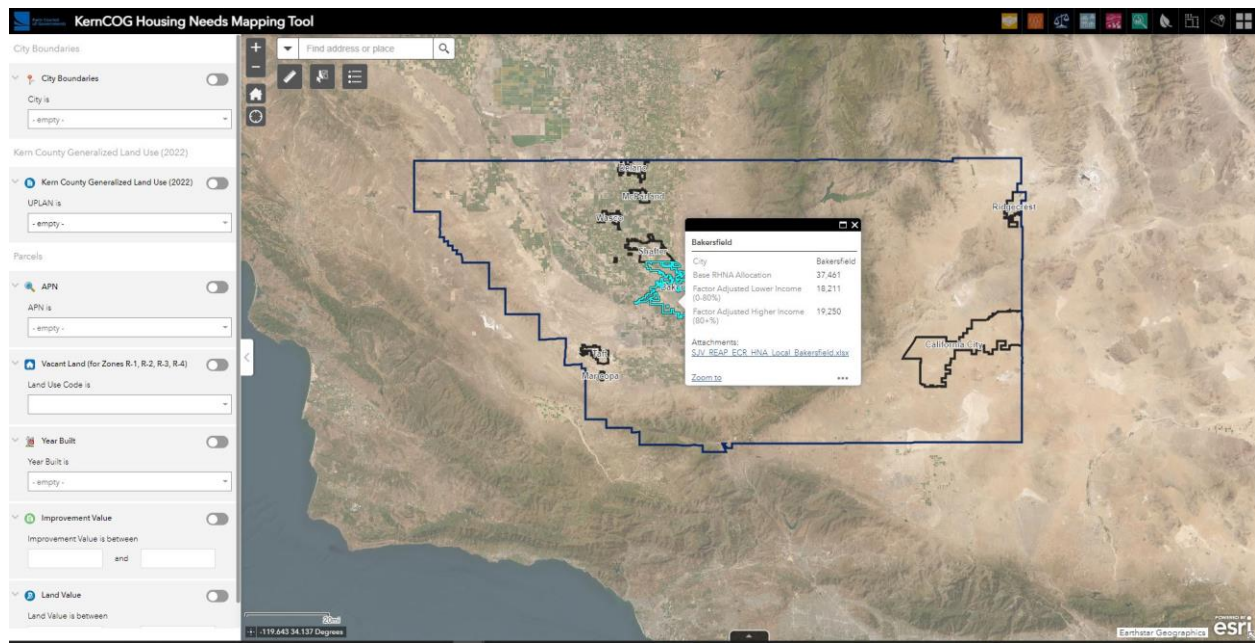 KernCOG Housing Needs Mapping Tool
City Boundaries
City Boundaries
City is
- empty -
Kern County Generalized Land Use (2022)
Kern County Generalized Land Use (2022)
UPLAN is
- empty -
Parcels
APN
APN is
- empty -
Vacant Land (for Zones R-1, R-2, R-3, R-4)
Land Use Code is
Year Built
Year Built is
- empty -
Improvement Value
Improvement Value is between
and
Land Value
Land Value is between
+
Find address or place
−
Delano
McFarland
Wasco
Shafter
Taft
Maricopa
Ridgecrest
California City
Bakersfield
City Bakersfield
Base RHNA Allocation 37,461
Factor Adjusted Lower Income 18,211
(0-80%)
Factor Adjusted Higher Income 19,250
(80+%)
Attachments:
SJV_REAP_ECR_HNA_Local_Bakersfield.xlsx
Zoom to
•••
20mi
-119.643 34.137 Degrees
Earthstar Geographics
POWERED BY
esri